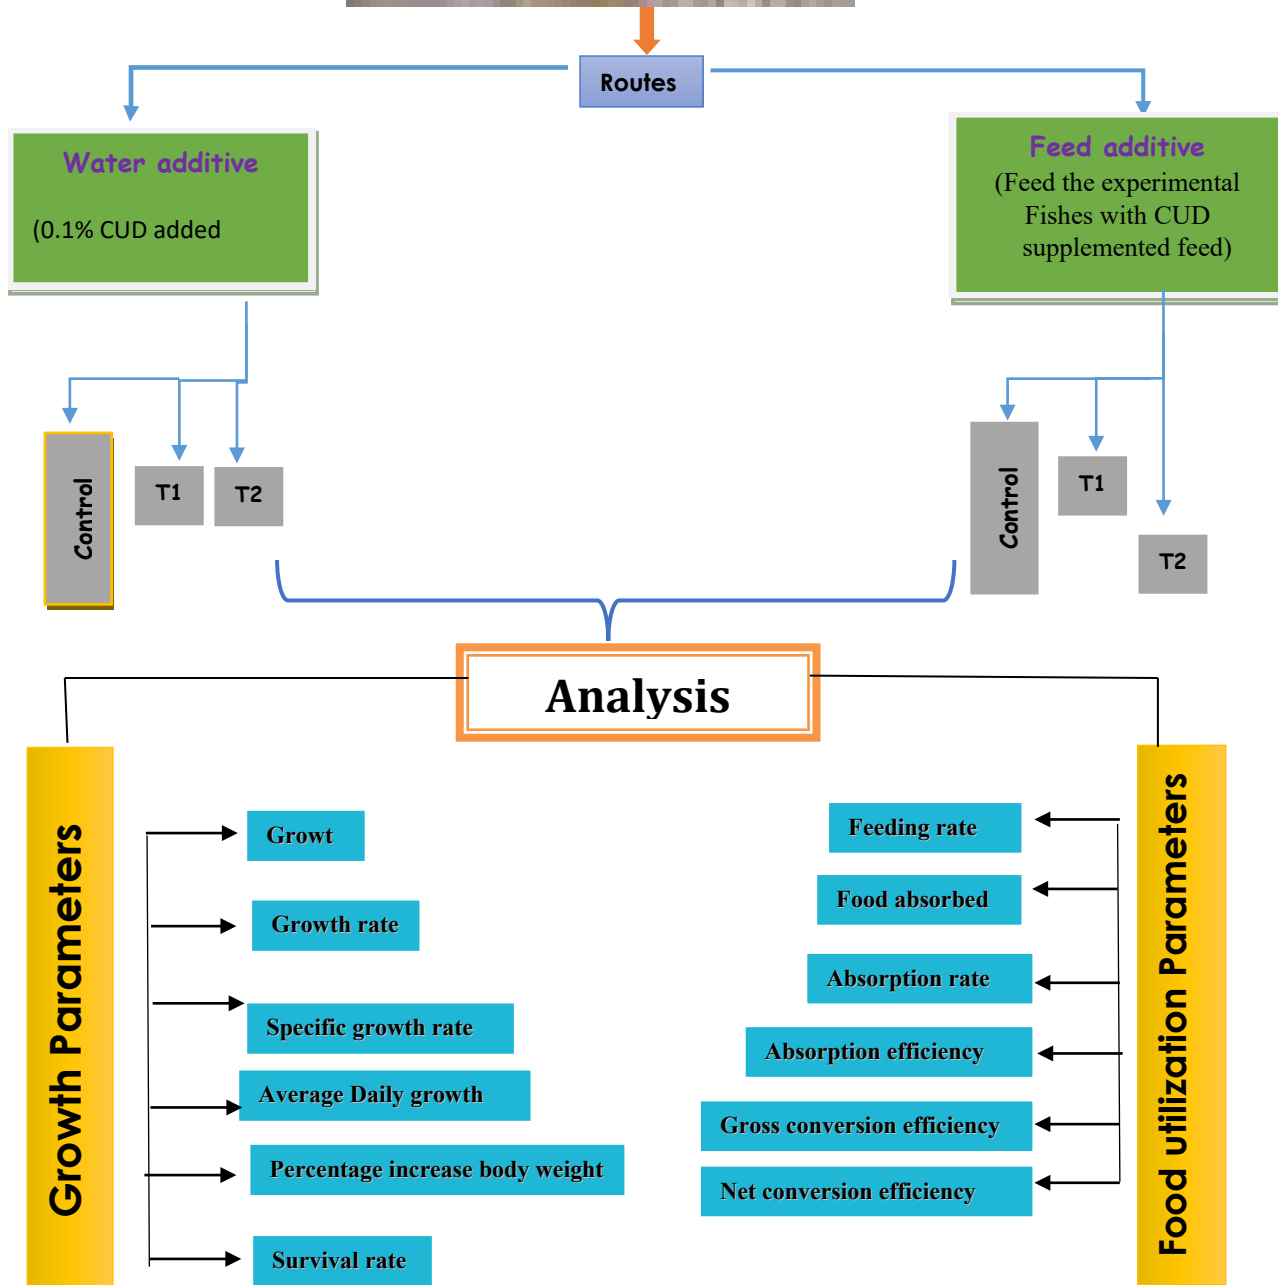 Routes
Water additive
(0.1% CUD added
Feed additive
(Feed the experimental
Fishes with CUD
supplemented feed)
Control
T1
T2
Control
T1
T2
Analysis
Growth Parameters
Growt
Growth rate
Specific growth rate
Average Daily growth
Percentage increase body weight
Survival rate
Feeding rate
Food absorbed
Absorption rate
Absorption efficiency
Gross conversion efficiency
Net conversion efficiency
Food utilization Parameters